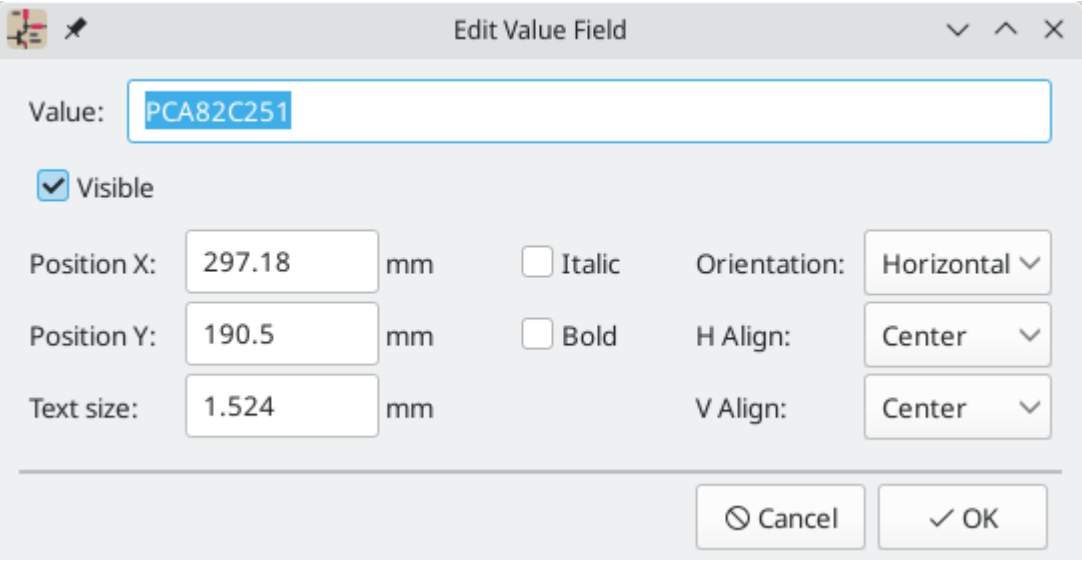 Edit Value Field
Value: PCA82C251
Visible
Position X: 297.18 mm Italic Orientation: Horizontal
Position Y: 190.5 mm Bold H Align: Center
Text size: 1.524 mm V Align: Center
Cancel OK